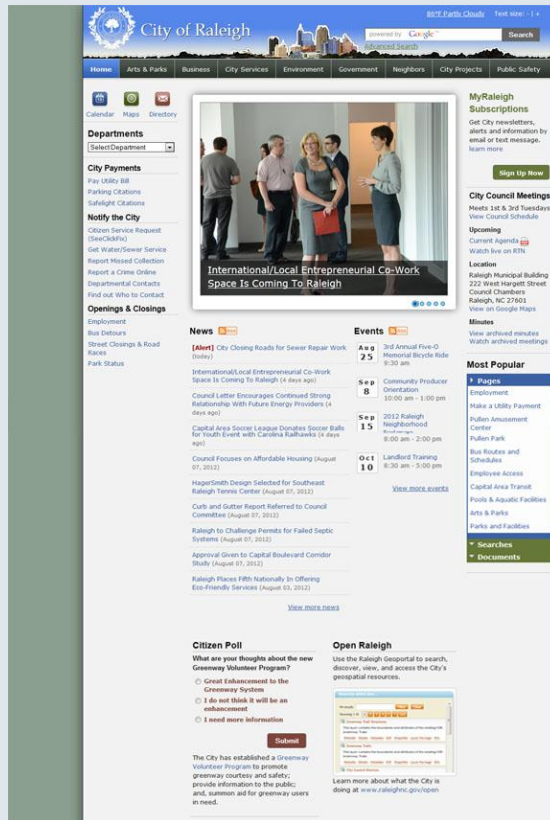 86°F Partly Cloudy Text size: - | +
City of Raleigh
powered by Google Search
Advanced Search
Home Arts & Parks Business City Services Environment Government Neighbors City Projects Public Safety
Calendar Maps Directory
Departments
Select Department
City Payments
Pay Utility Bill
Parking Citations
Safelight Citations
Notify the City
Citizen Service Request
(SeeClickFix)
Get Water/Sewer Service
Report Missed Collection
Report a Crime Online
Departmental Contacts
Find out Who to Contact
Openings & Closings
Employment
Bus Detours
Street Closings & Road
Races
Park Status
International/Local Entrepreneurial Co-Work
Space Is Coming To Raleigh
News
[Alert] City Closing Roads for Sewer Repair Work
(today)
International/Local Entrepreneurial Co-Work
Space Is Coming To Raleigh (4 days ago)
Council Letter Encourages Continued Strong
Relationship With Future Energy Providers (4
days ago)
Capital Area Soccer League Donates Soccer Balls
for Youth Event with Carolina Railhawks (4 days
ago)
Council Focuses on Affordable Housing (August
07, 2012)
HagerSmith Design Selected for Southeast
Raleigh Tennis Center (August 07, 2012)
Curb and Gutter Report Referred to Council
Committee (August 07, 2012)
Raleigh to Challenge Permits for Failed Septic
Systems (August 07, 2012)
Approval Given to Capital Boulevard Corridor
Study (August 07, 2012)
Raleigh Places Fifth Nationally In Offering
Eco-Friendly Services (August 03, 2012)
View more news
Events
Aug 25
3rd Annual Five-O
Memorial Bicycle Ride
9:30 am
Sep 8
Community Producer
Orientation
10:00 am - 1:00 pm
Sep 15
2012 Raleigh
Neighborhood
8:00 am - 2:00 pm
Oct 10
Landlord Training
8:30 am - 5:00 pm
View more events
MyRaleigh
Subscriptions
Get City newsletters,
alerts and information by
email or text message.
learn more
Sign Up Now
City Council Meetings
Meets 1st & 3rd Tuesdays
View Council Schedule
Upcoming
Current Agenda
Watch live on RTN
Location
Raleigh Municipal Building
222 West Hargett Street
Council Chambers
Raleigh, NC 27601
View on Google Maps
Minutes
View archived minutes
Watch archived meetings
Most Popular
Pages
Employment
Make a Utility Payment
Pullen Amusement
Center
Pullen Park
Bus Routes and
Schedules
Employee Access
Capital Area Transit
Pools & Aquatic Facilities
Arts & Parks
Parks and Facilities
Searches
Documents
Citizen Poll
What are your thoughts about the new
Greenway Volunteer Program?
Great Enhancement to the
Greenway System
I do not think it will be an
enhancement
I need more information
Submit
The City has established a Greenway
Volunteer Program to promote
greenway courtesy and safety;
provide information to the public;
and, summon aid for greenway users
in need.
Open Raleigh
Use the Raleigh Geoportal to search,
discover, view, and access the City's
geospatial resources.
Learn more about what the City is
doing at www.raleighnc.gov/open